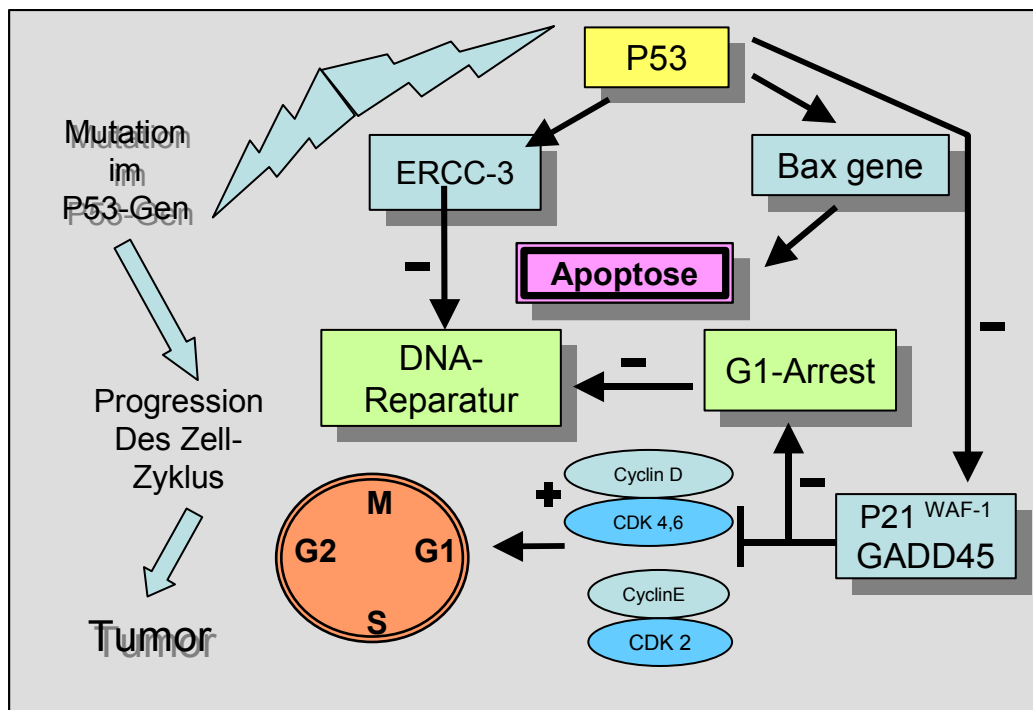 P53
Mutation
im
P53-Gen
ERCC-3
Bax gene
-
Apoptose
-
DNA-
Reparatur
-
G1-Arrest
Progression
Des Zell-
Zyklus
+
Cyclin D
CDK 4,6
-
P21 WAF-1
GADD45
M
G2 G1
S
CyclinE
CDK 2
Tumor